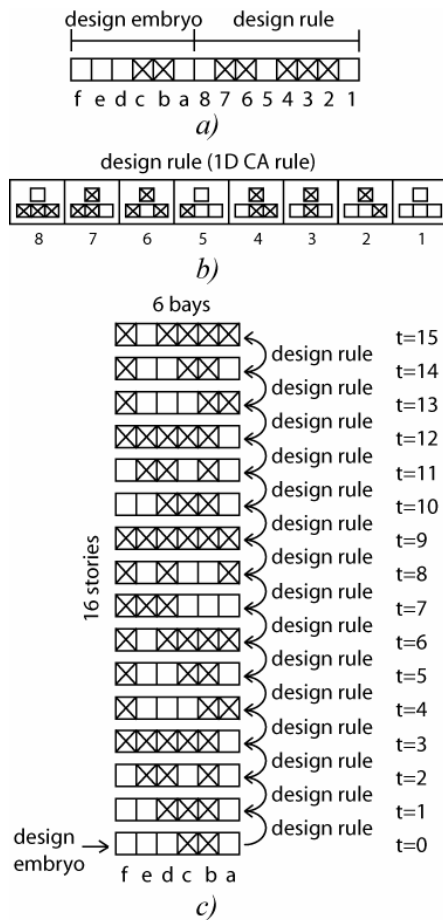 design embryo design rule
f e d c b a 8 7 6 5 4 3 2 1
a)
design rule (1D CA rule)
8 7 6 5 4 3 2 1
b)
6 bays
t=15
design rule
t=14
design rule
t=13
design rule
t=12
design rule
t=11
design rule
t=10
design rule
t=9
design rule
t=8
design rule
t=7
design rule
t=6
design rule
t=5
design rule
t=4
design rule
t=3
design rule
t=2
design rule
t=1
design rule
t=0
16 stories
design
embryo
f e d c b a
c)